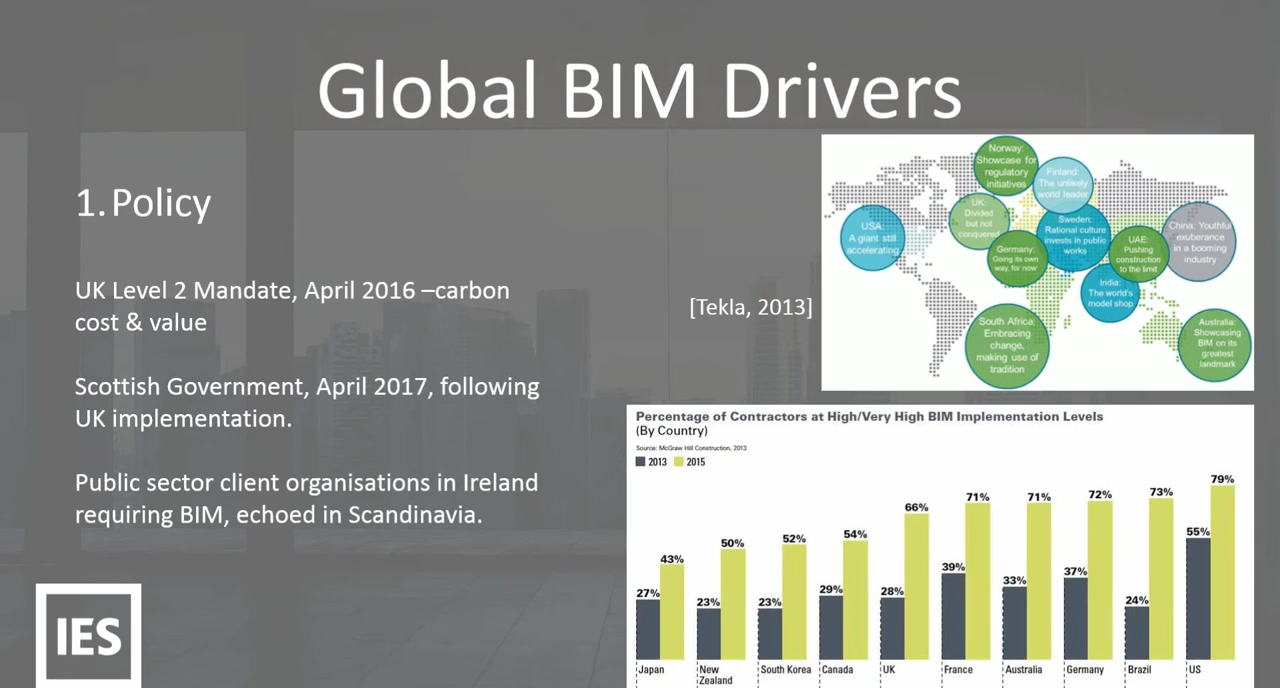 Global BIM Drivers
1. Policy
UK Level 2 Mandate, April 2016 –carbon
cost & value
Scottish Government, April 2017, following
UK implementation.
Public sector client organisations in Ireland
requiring BIM, echoed in Scandinavia.
IES
[Tekla, 2013]
Norway:
Showcase for
regulatory
initiatives
Finland:
The unlikely
world leader
UK:
Divided
but not
conquered
USA:
A giant still
accelerating
Sweden:
Rational culture
invests in public
works
Germany:
Going its own
way, for now
UAE:
Pushing
construction
to the limit
China: Youthful
exuberance
in a booming
industry
India:
The world's
model shop
South Africa:
Embracing
change,
making use of
tradition
Australia:
Showcasing
BIM on its
greatest
landmark
Percentage of Contractors at High/Very High BIM Implementation Levels
(By Country)
Source: McGraw Hill Construction, 2013
2013 2015
27% 43%
23% 50%
23% 52%
29% 54%
28% 66%
39% 71%
33% 71%
37% 72%
24% 73%
55% 79%
Japan
New
Zealand
South Korea
Canada
UK
France
Australia
Germany
Brazil
US